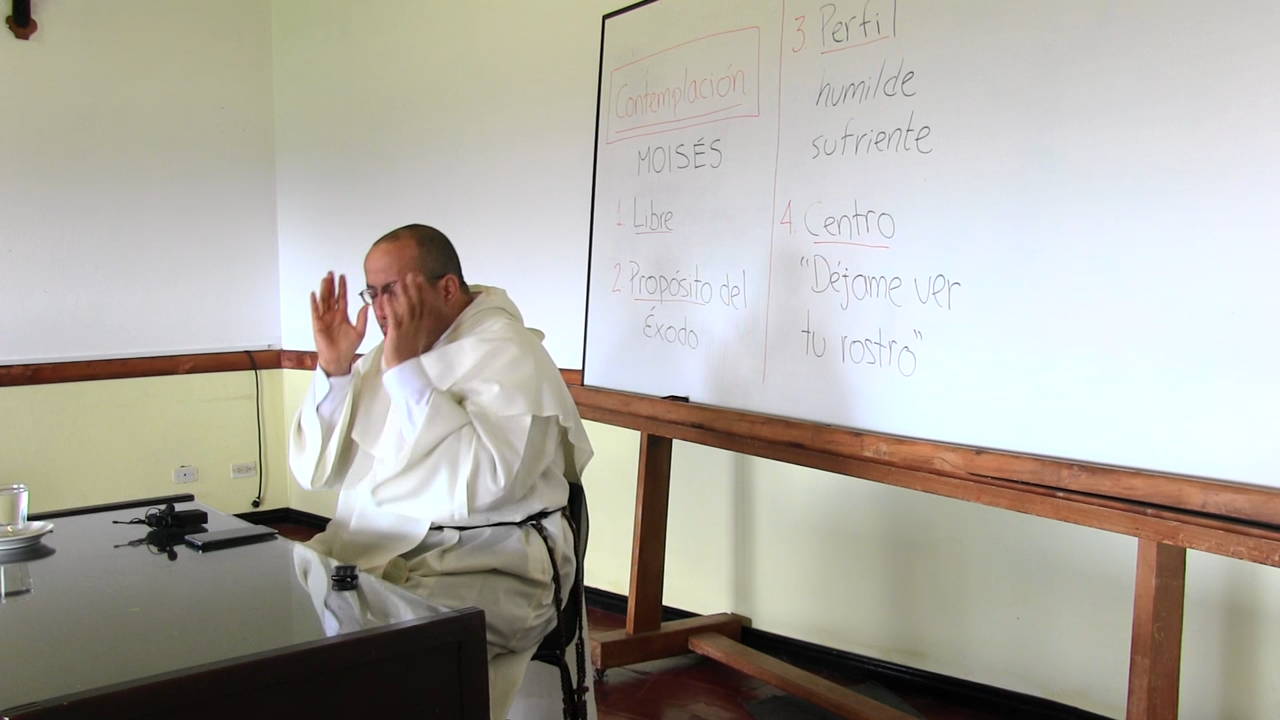 Contemplación
MOISÉS
1. Libre
2. Propósito del
Éxodo
3. Perfil
humilde
sufriente
4. Centro
"Déjame ver
tu rostro"